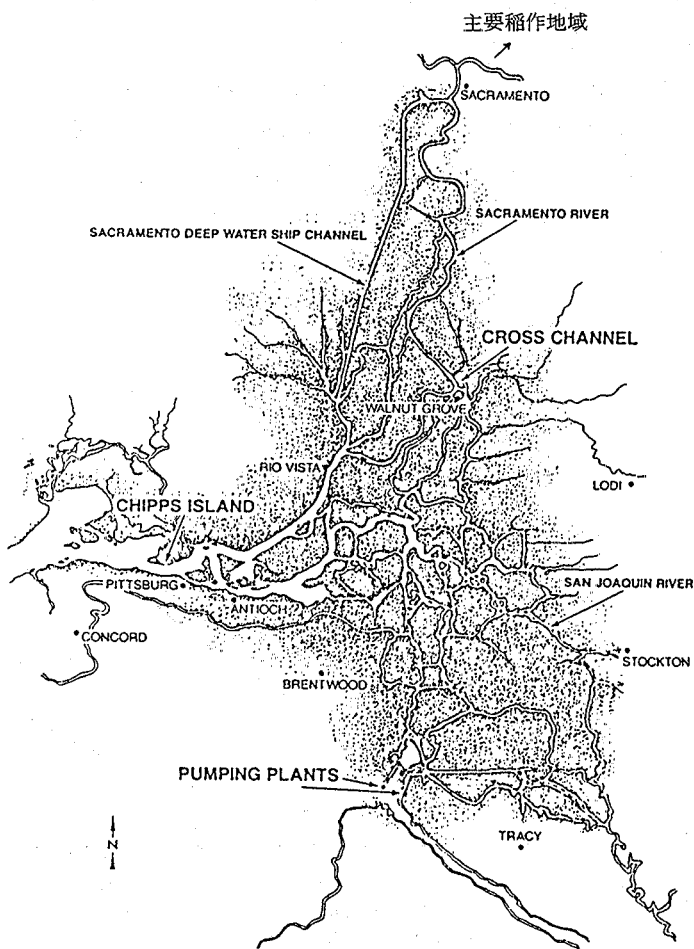 主要稲作地域
SACRAMENTO
SACRAMENTO RIVER
SACRAMENTO DEEP WATER SHIP CHANNEL
CROSS CHANNEL
WALNUT GROVE
RIO VISTA
LODI
CHIPPS ISLAND
PITTSBURG
ANTIOCH
SAN JOAQUIN RIVER
CONCORD
STOCKTON
BRENTWOOD
PUMPING PLANTS
TRACY
N